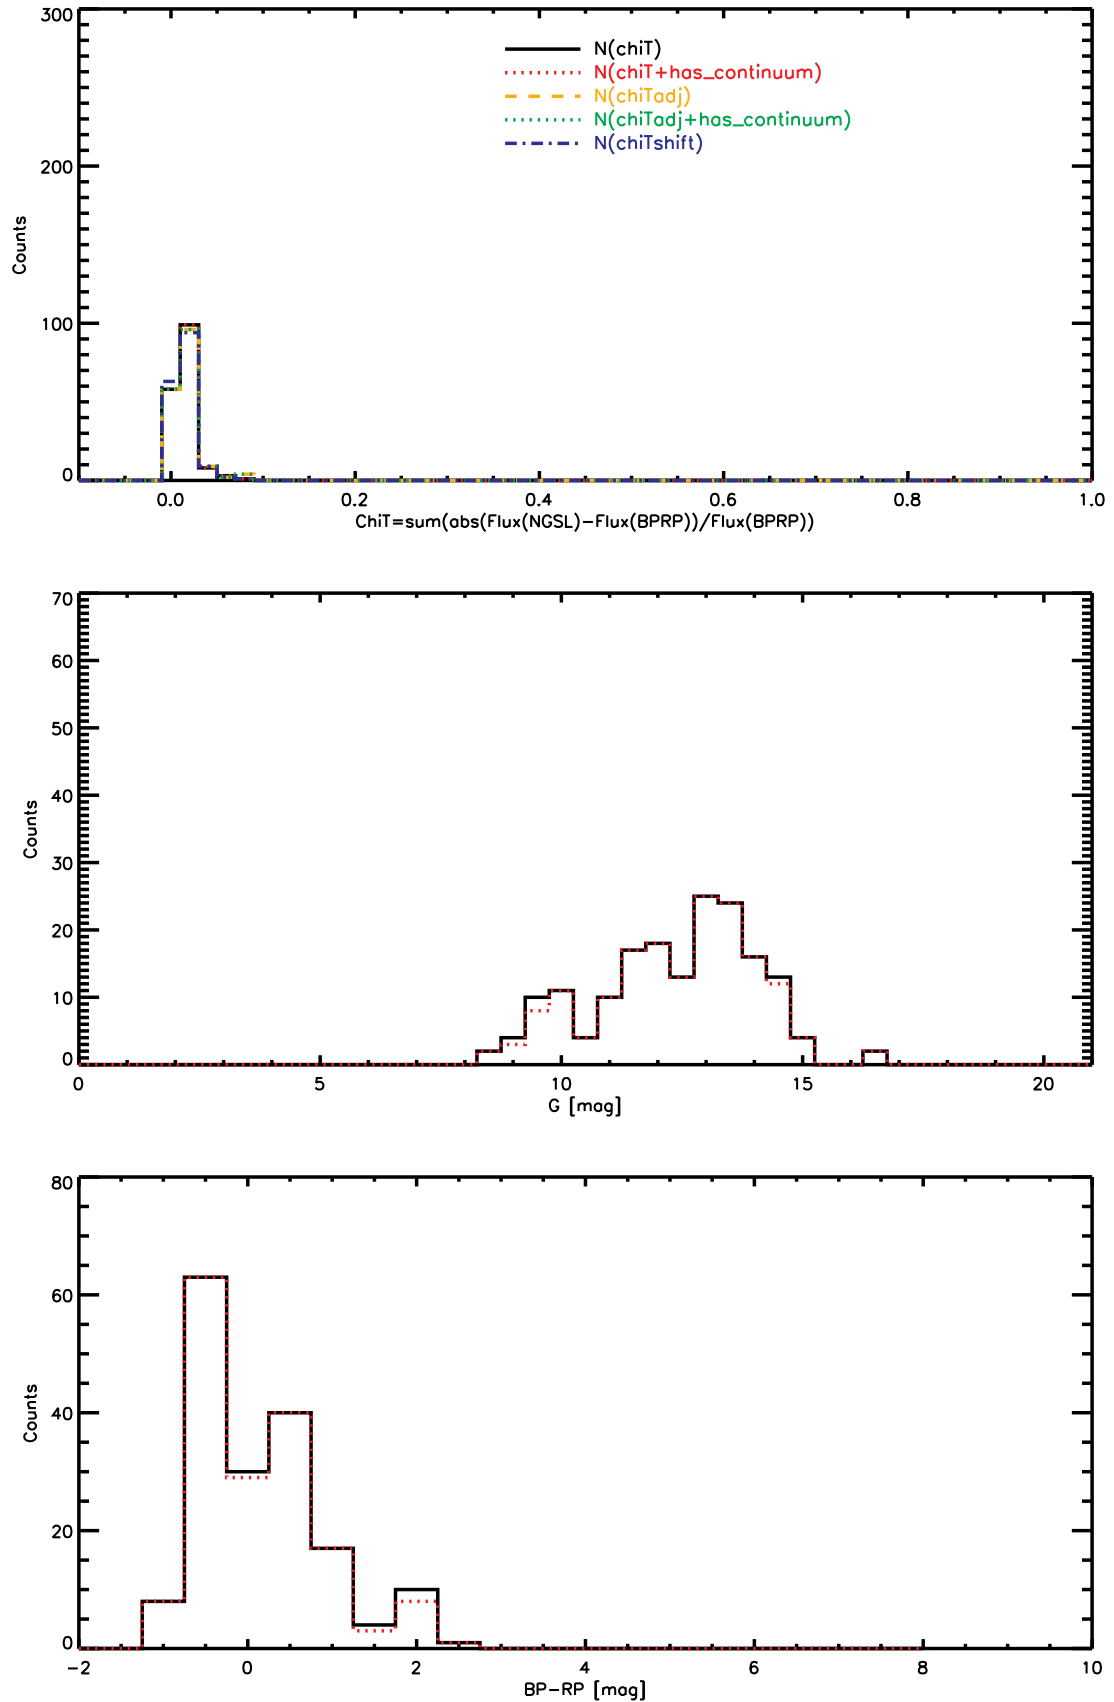 300
200
100
0
Counts
N(chiT)
N(chiT+has_continuum)
N(chiTadj)
N(chiTadj+has_continuum)
N(chiTshift)
0.0 0.2 0.4 0.6 0.8 1.0
ChiT=sum(abs(Flux(NGSL)-Flux(BPRP))/Flux(BPRP))
70
60
50
40
30
20
10
0
Counts
0 5 10 15 20
G [mag]
80
60
40
20
0
Counts
-2 0 2 4 6 8 10
BP-RP [mag]